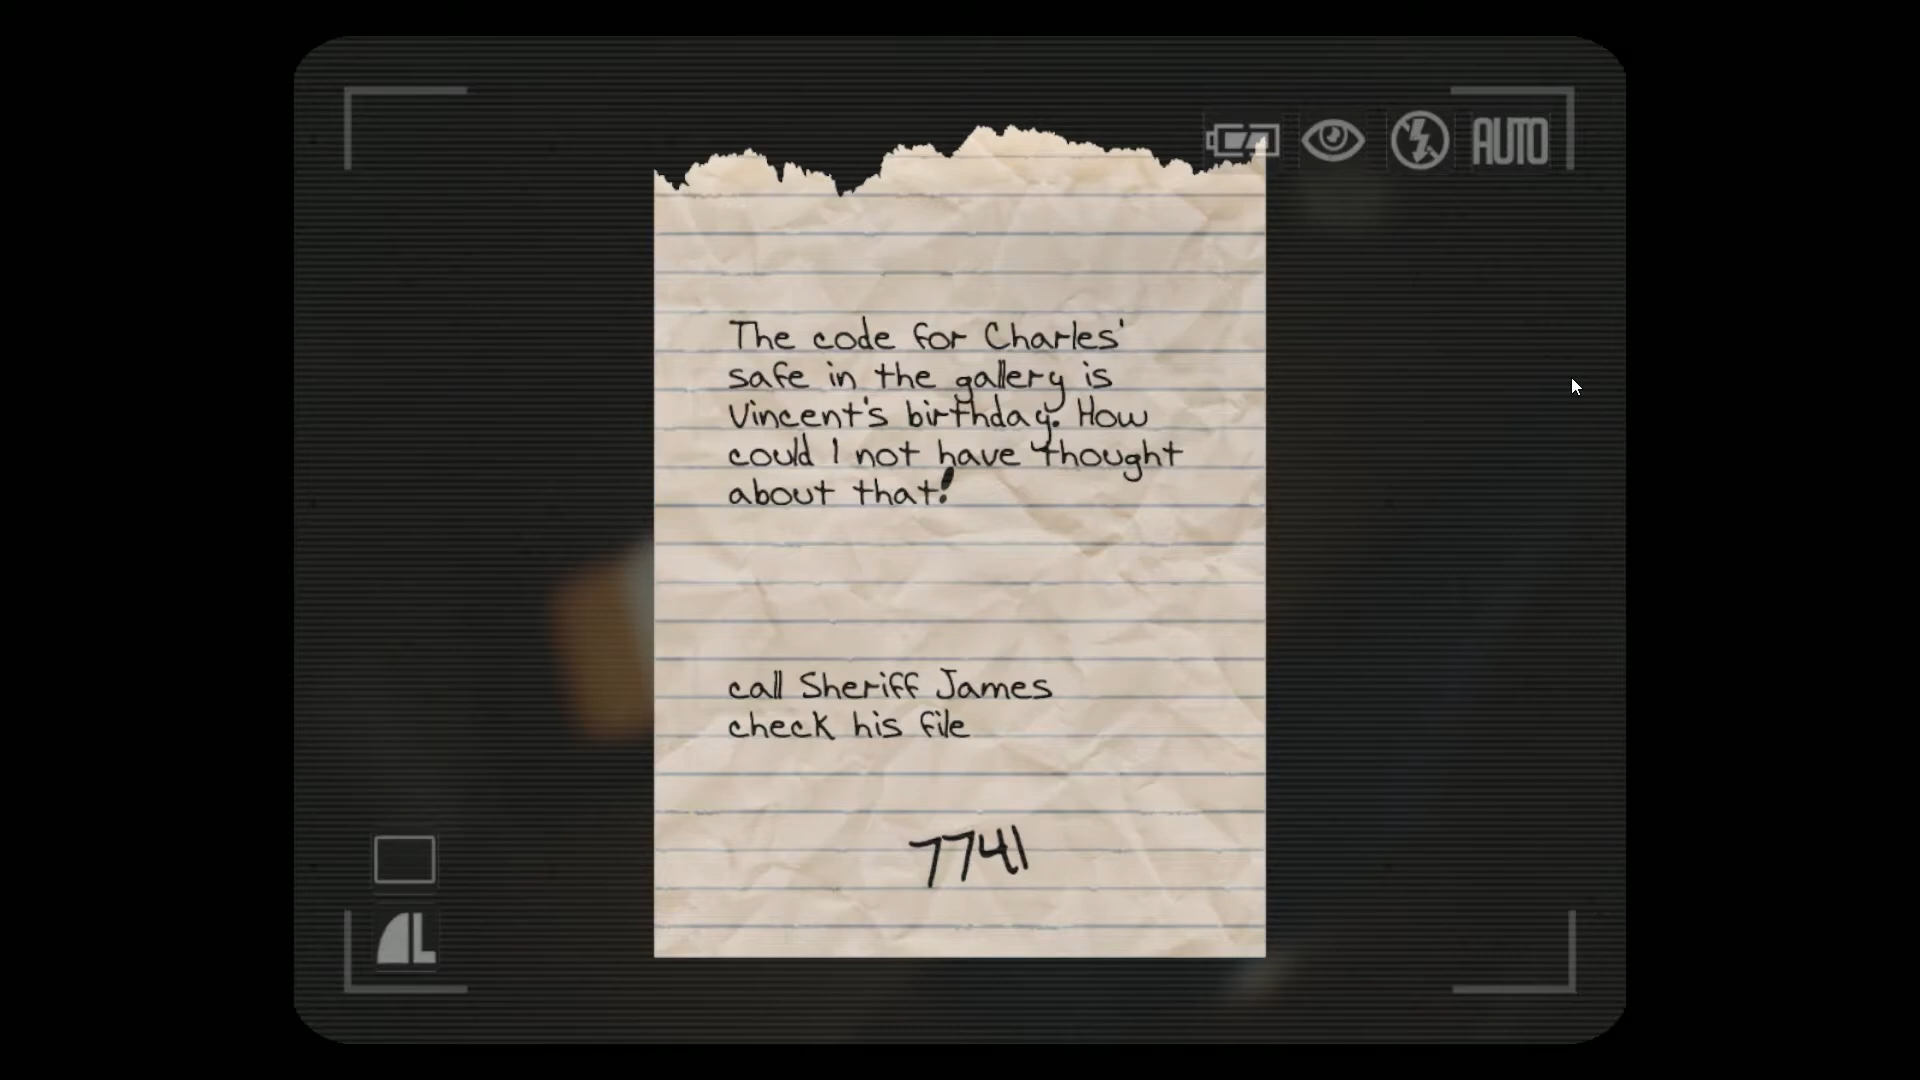 AUTO
The code for Charles'
safe in the gallery is
Vincent's birthday. How
could I not have thought
about that!
call Sheriff James
check his file
7741
L